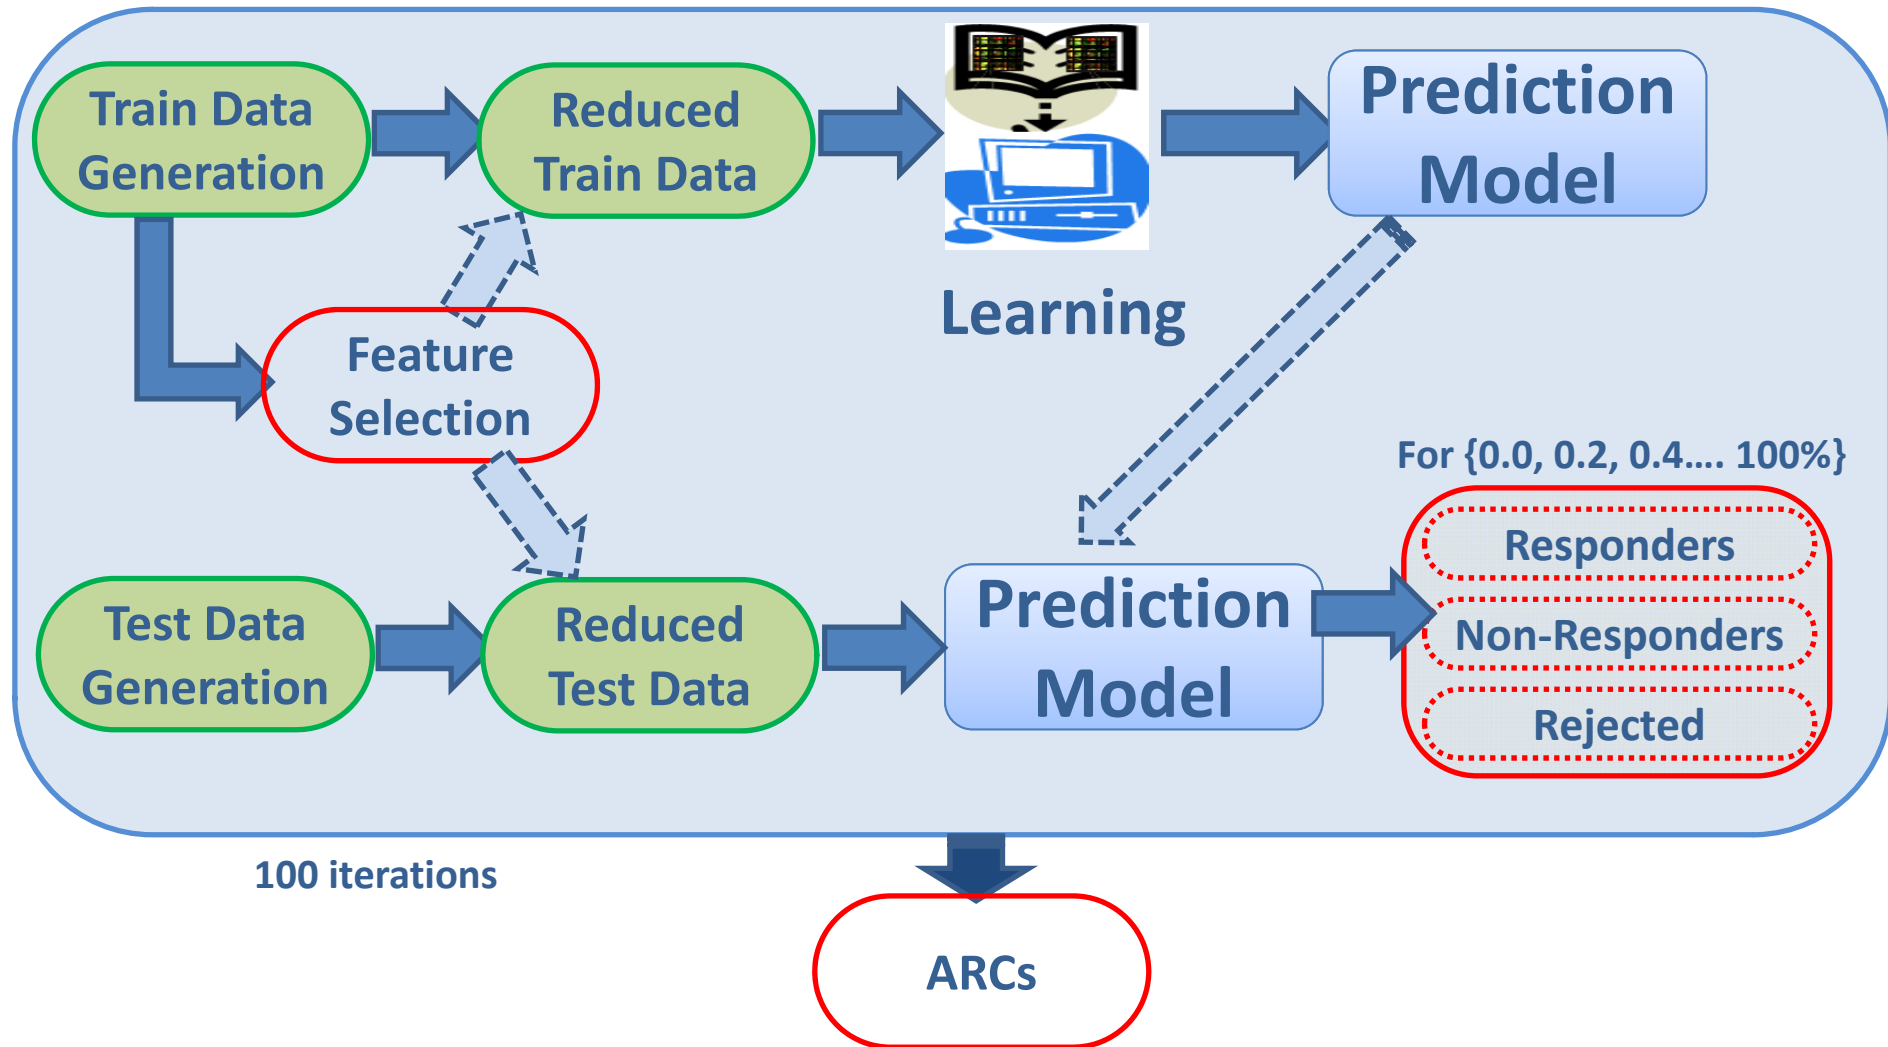 Train Data
Generation
Reduced
Train Data
Prediction
Model
Learning
Feature
Selection
For {0.0, 0.2, 0.4.... 100%}
Responders
Non-Responders
Rejected
Test Data
Generation
Reduced
Test Data
Prediction
Model
100 iterations
ARCs